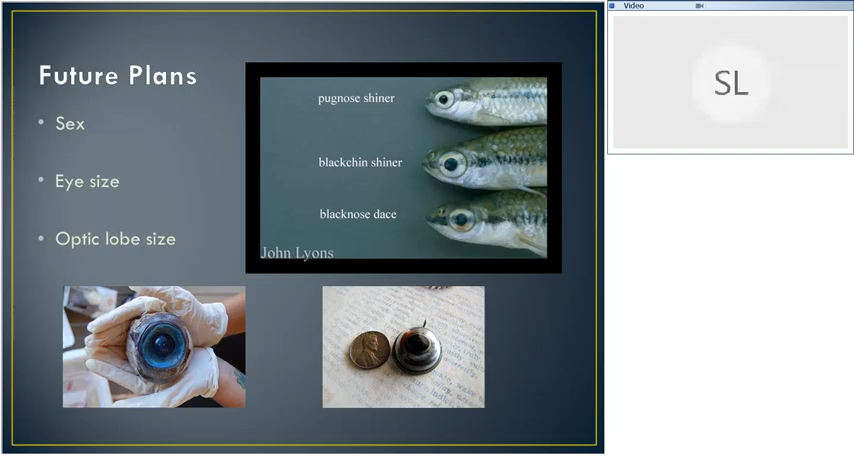 Video
Future Plans
Sex
Eye size
Optic lobe size
pugnose shiner
blackchin shiner
blacknose dace
John Lyons
SL